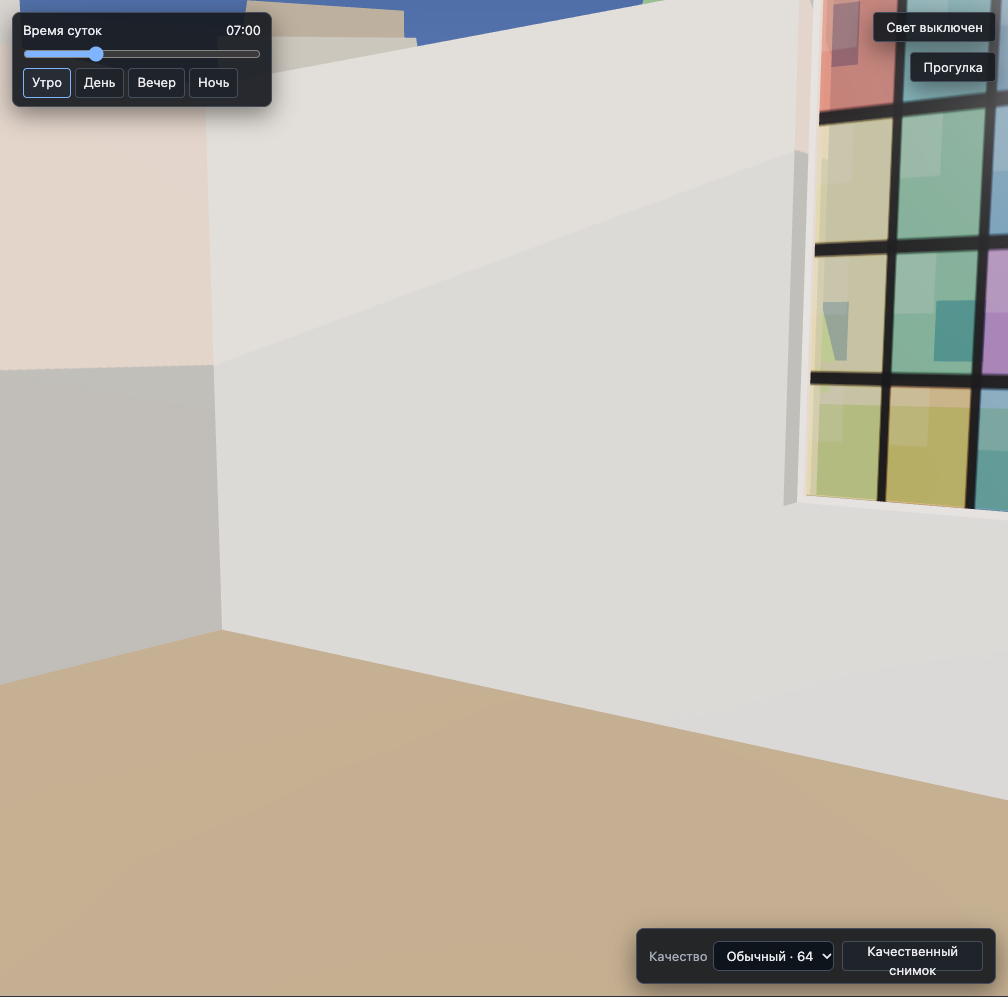 Время суток 07:00
Утро День Вечер Ночь
Свет выключен
Прогулка
Качество Обычный · 64 Качественный
снимок